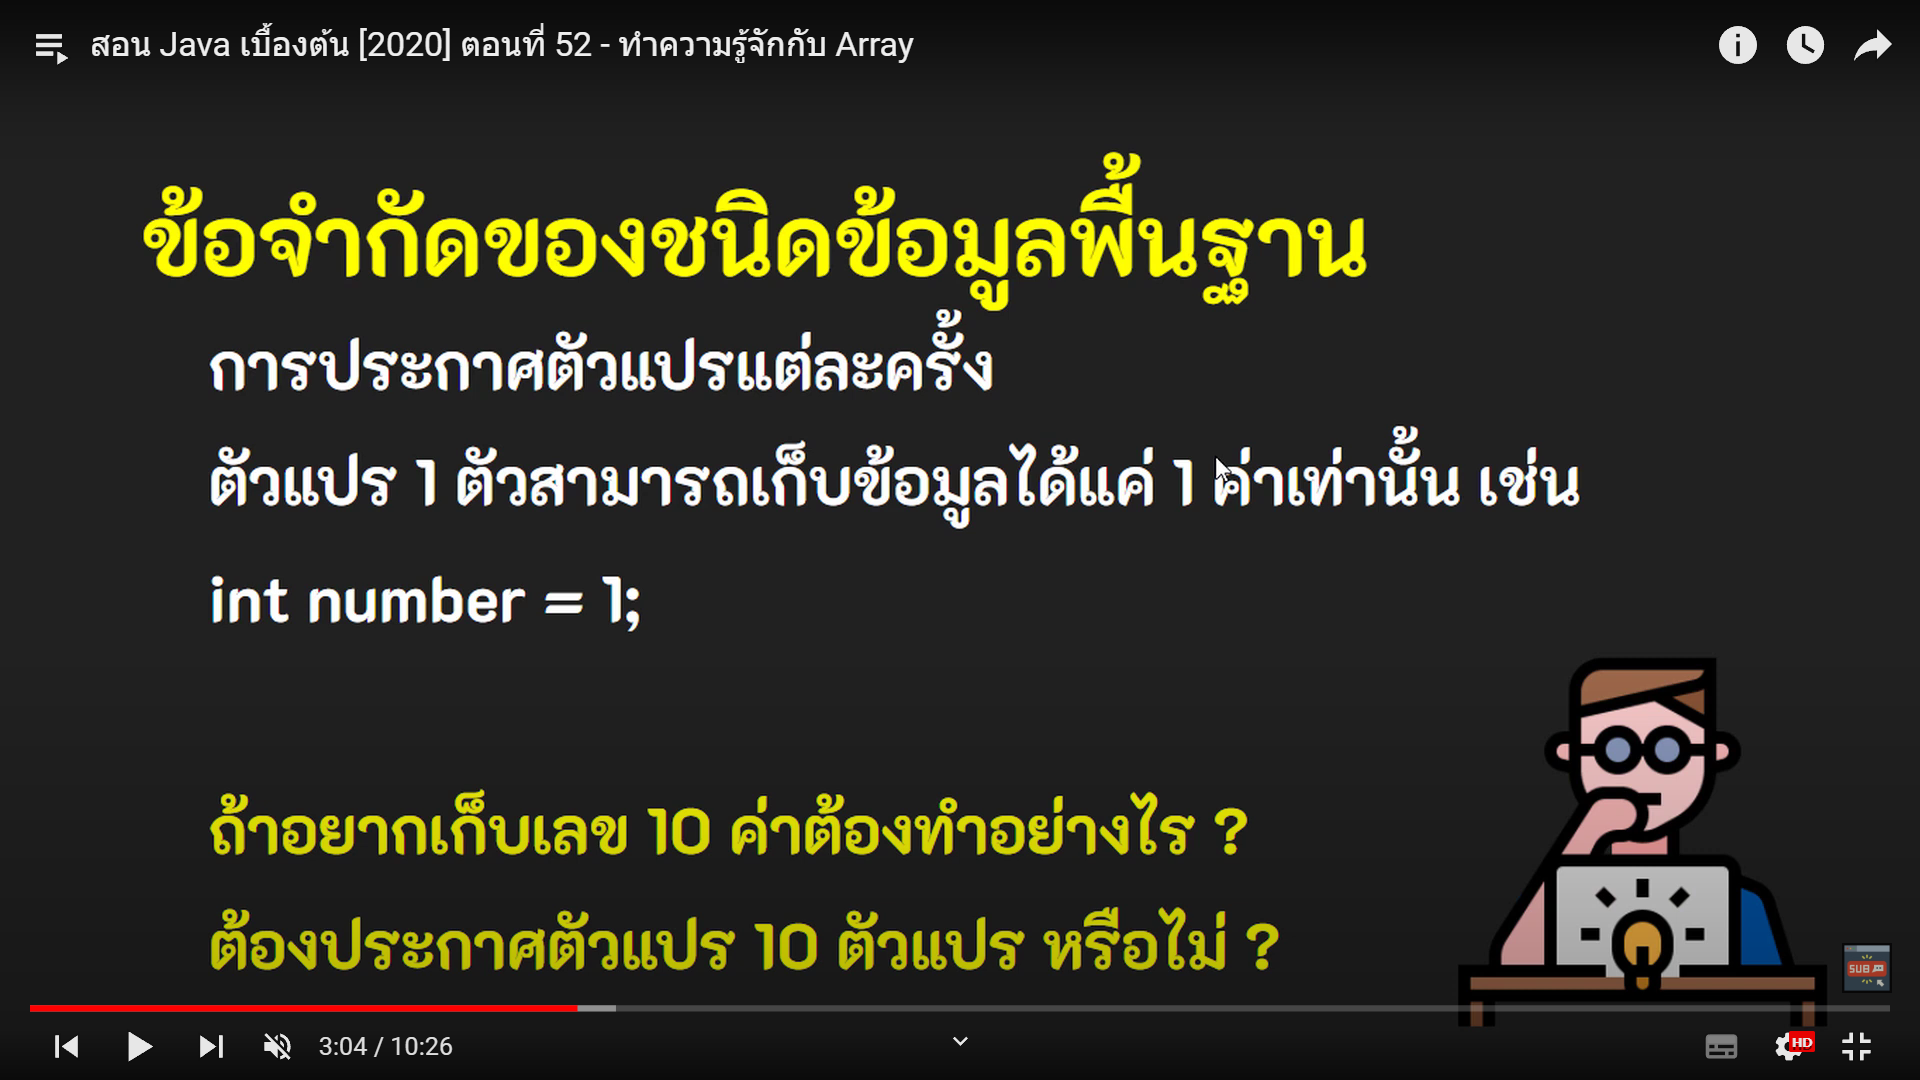 สอน Java เบื้องต้น [2020] ตอนที่ 52 - ทำความรู้จักกับ Array
ข้อจำกัดของชนิดข้อมูลพื้นฐาน
การประกาศตัวแปรแต่ละครั้ง
ตัวแปร 1 ตัวสามารถเก็บข้อมูลได้แค่ 1 ค่าเท่านั้น เช่น
int number = 1;
ถ้าอยากเก็บเลข 10 ค่าต้องทำอย่างไร ?
ต้องประกาศตัวแปร 10 ตัวแปร หรือไม่ ?
SUB
3:04 / 10:26
HD